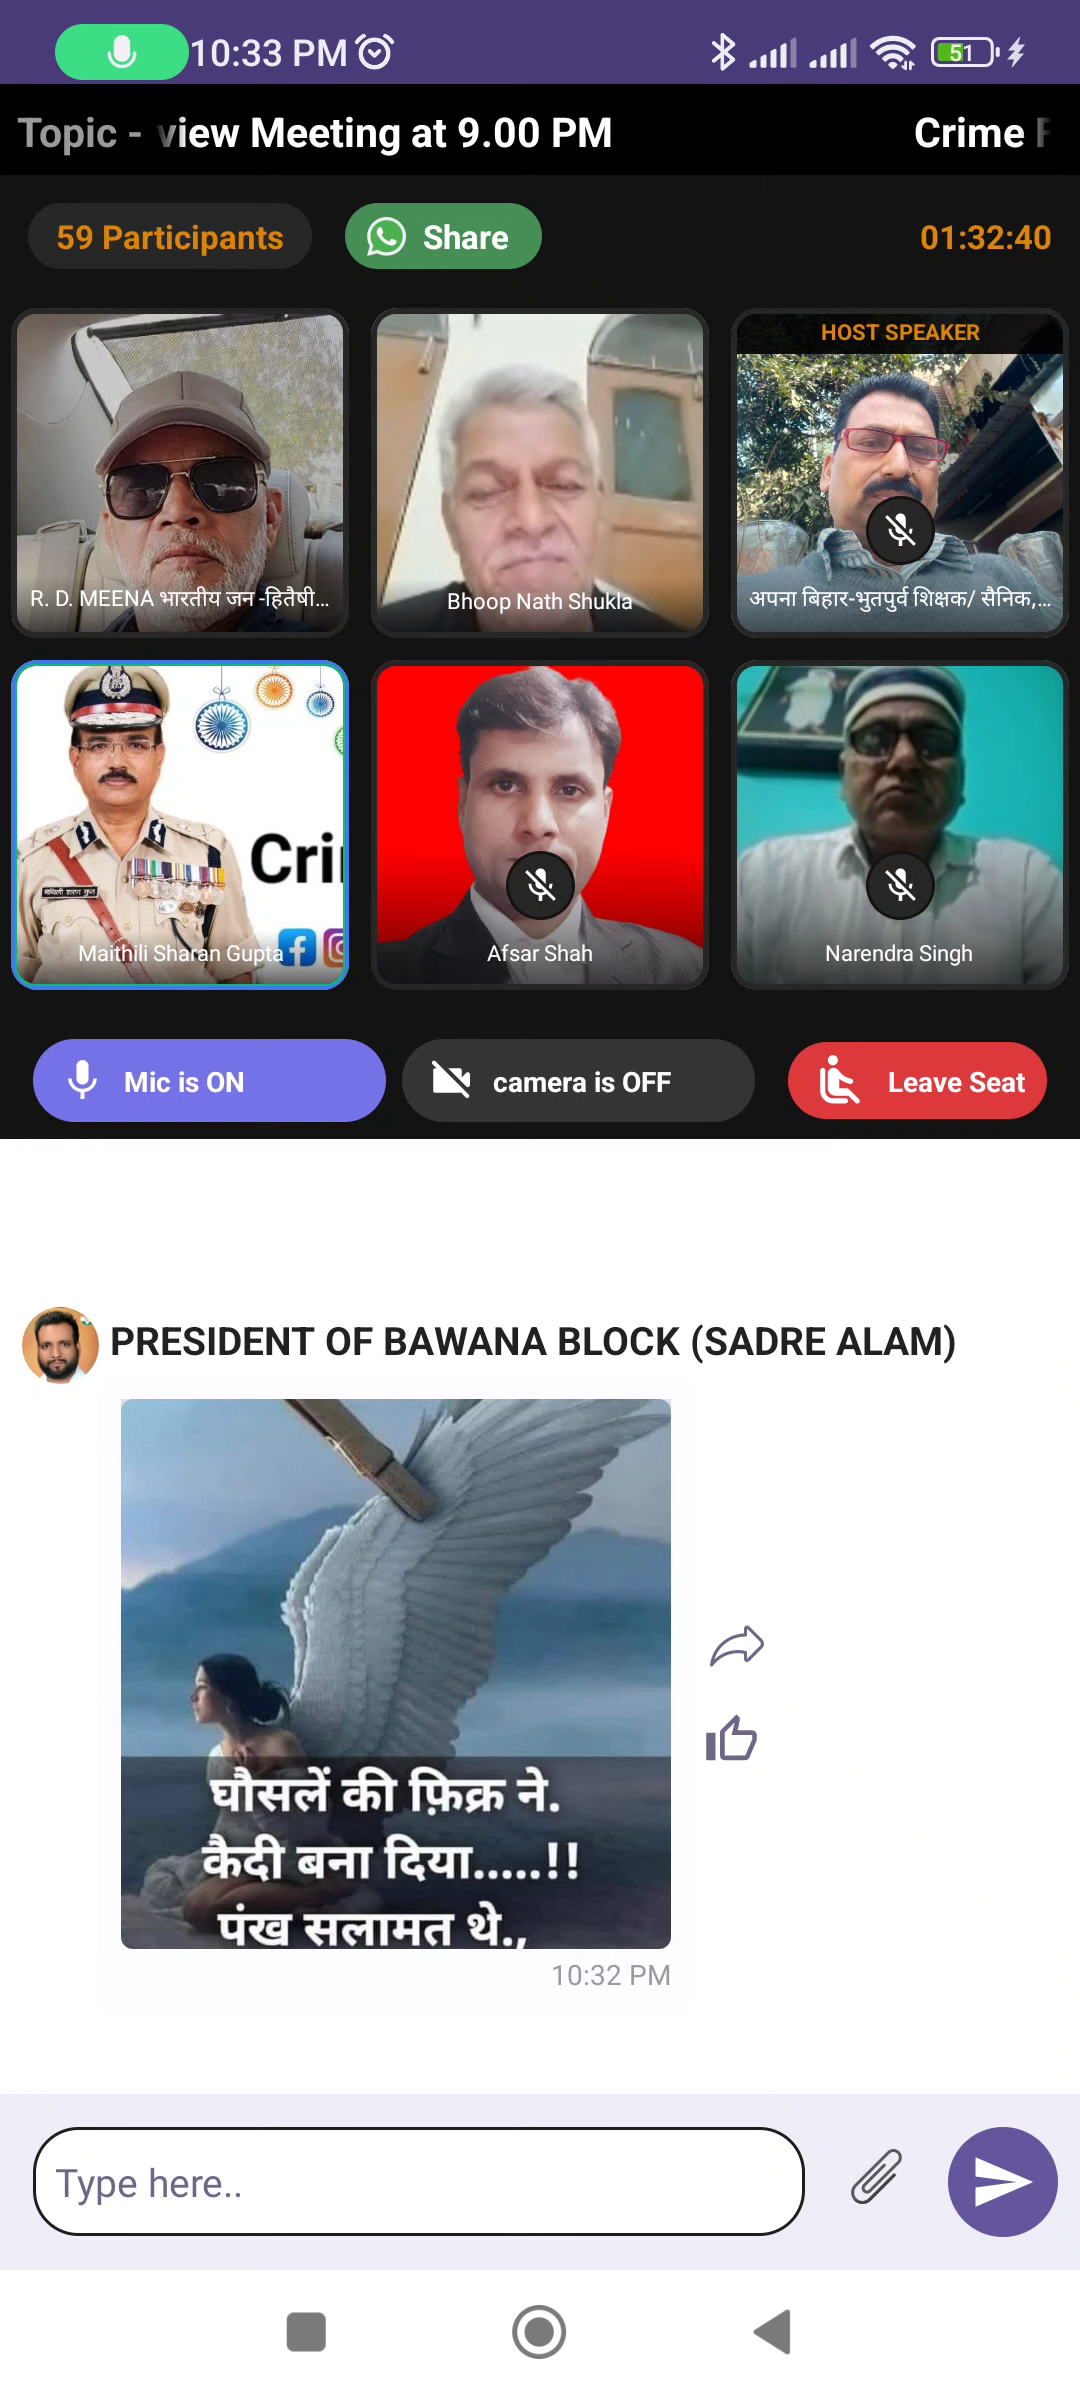 10:33 PM
51
Topic - view Meeting at 9.00 PM Crime
59 Participants
Share
01:32:40
HOST SPEAKER
R. D. MEENA भारतीय जन -हितैषी...
Bhoop Nath Shukla
अपना बिहार-भुतपुर्व शिक्षक/ सैनिक,...
Cri
मैथिली शरण गुप्त
Maithili Sharan Gupta
Afsar Shah
Narendra Singh
Mic is ON
camera is OFF
Leave Seat
PRESIDENT OF BAWANA BLOCK (SADRE ALAM)
घौसलें की फ़िक्र ने.
कैदी बना दिया.....!!
पंख सलामत थे.,
10:32 PM
Type here..